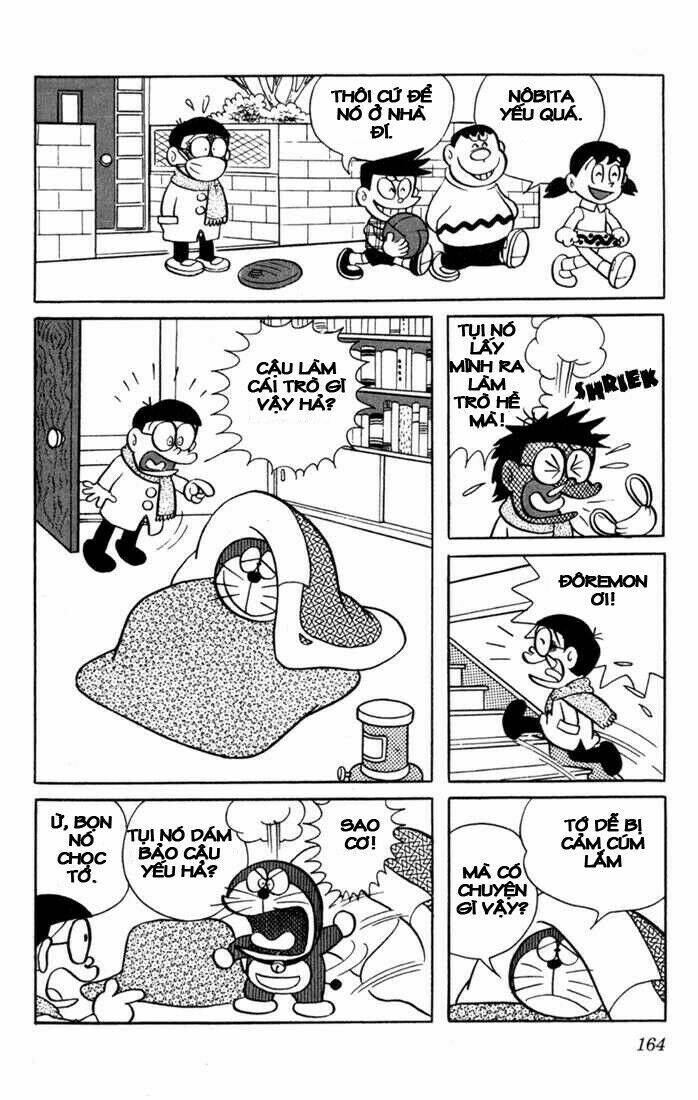 NÔBITA
YẾU QUÁ.
THÔI CỨ ĐỂ
NÓ Ở NHÀ
ĐI.
TỤI NÓ
LẤY
MÌNH RA
LÀM
TRÒ HỀ
MÀ!
SHRIEK
ĐÔREMON
ƠI!
CẬU LÀM
CÁI TRÒ GÌ
VẬY HẢ?
TỚ DỄ BỊ
CẢM CÚM
LẮM
MÀ CÓ
CHUYỆN
GÌ VẬY?
SAO
CƠ!
TỤI NÓ DÁM
BẢO CẬU
YẾU HẢ?
Ừ, BỌN
NÓ
CHỌC
TỚ.
164